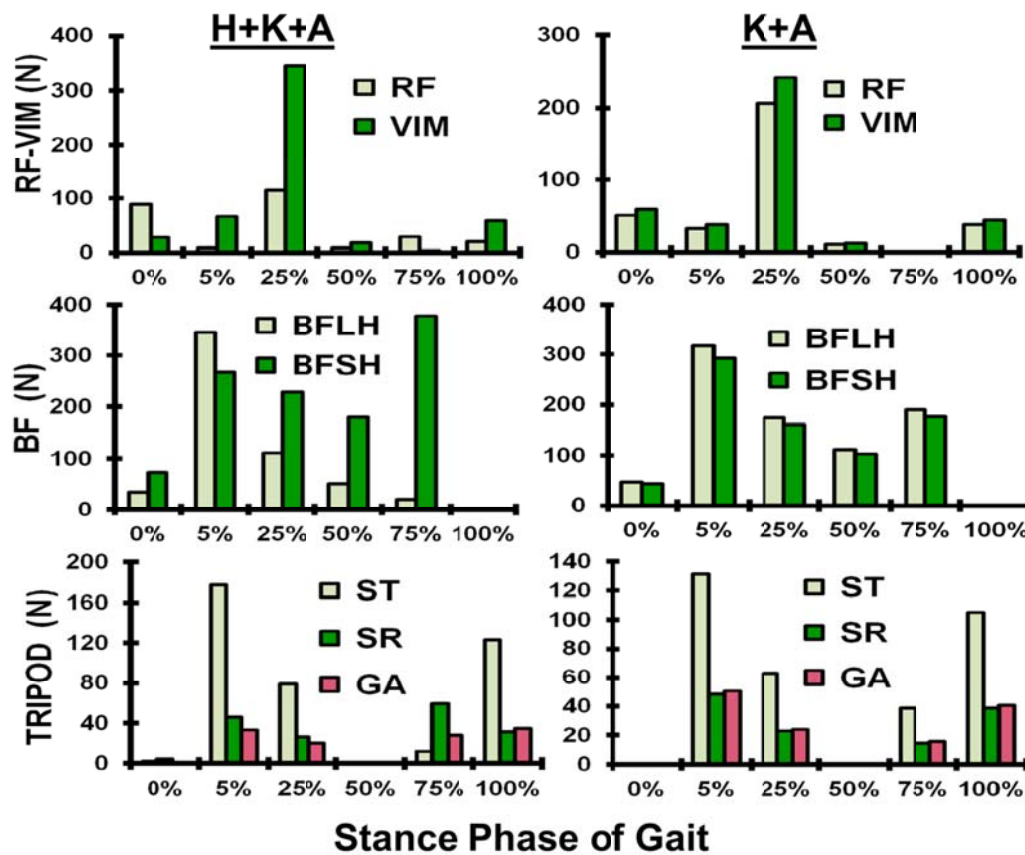 H+K+A
K+A
RF-VIM (N)
400
300
200
100
0
RF
VIM
0% 5% 25% 50% 75% 100%
300
200
100
0
RF
VIM
0% 5% 25% 50% 75% 100%
BF (N)
400
300
200
100
0
BFLH
BFSH
0% 5% 25% 50% 75% 100%
400
300
200
100
0
BFLH
BFSH
0% 5% 25% 50% 75% 100%
TRIPOD (N)
200
160
120
80
40
0
ST
SR
GA
0% 5% 25% 50% 75% 100%
140
120
100
80
60
40
20
0
ST
SR
GA
0% 5% 25% 50% 75% 100%
Stance Phase of Gait